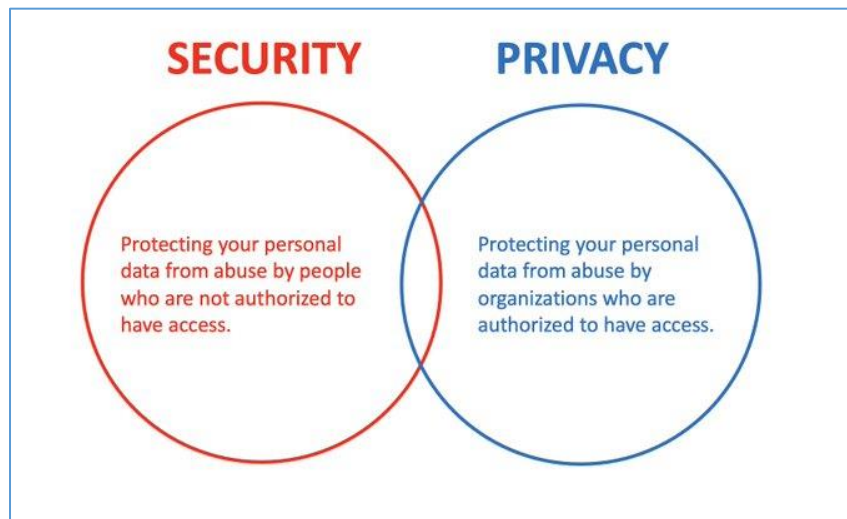 SECURITY
PRIVACY
Protecting your personal
data from abuse by people
who are not authorized to
have access.
Protecting your personal
data from abuse by
organizations who are
authorized to have access.